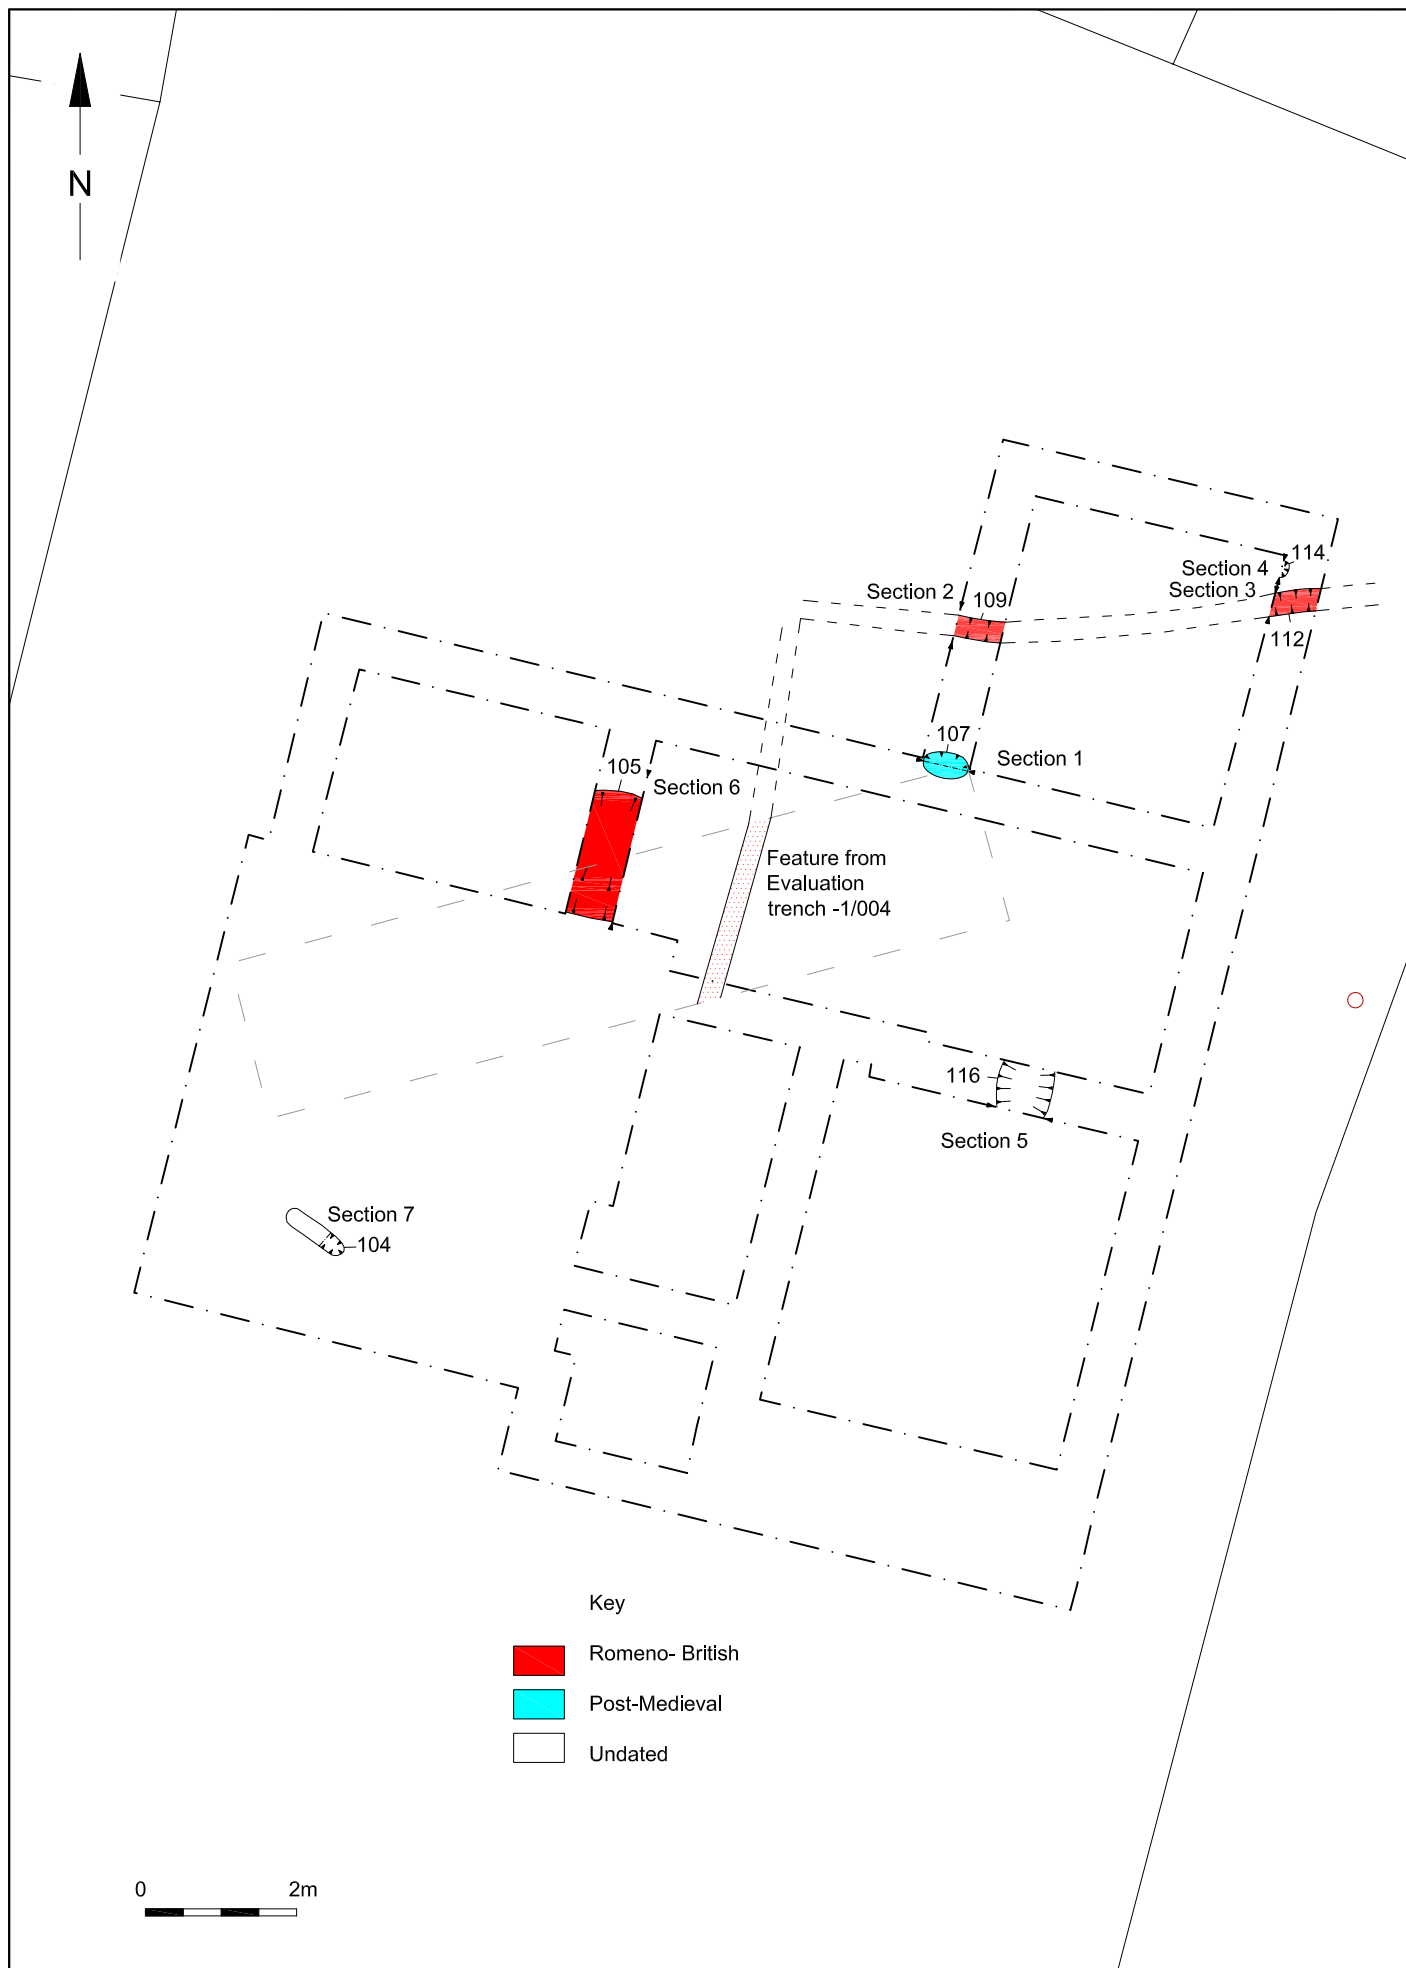 N
114
Section 4
Section 3
Section 2
109
112
107
Section 1
105
Section 6
Feature from
Evaluation
trench -1/004
116
Section 5
Section 7
104
Key
Romeno- British
Post-Medieval
Undated
0 2m